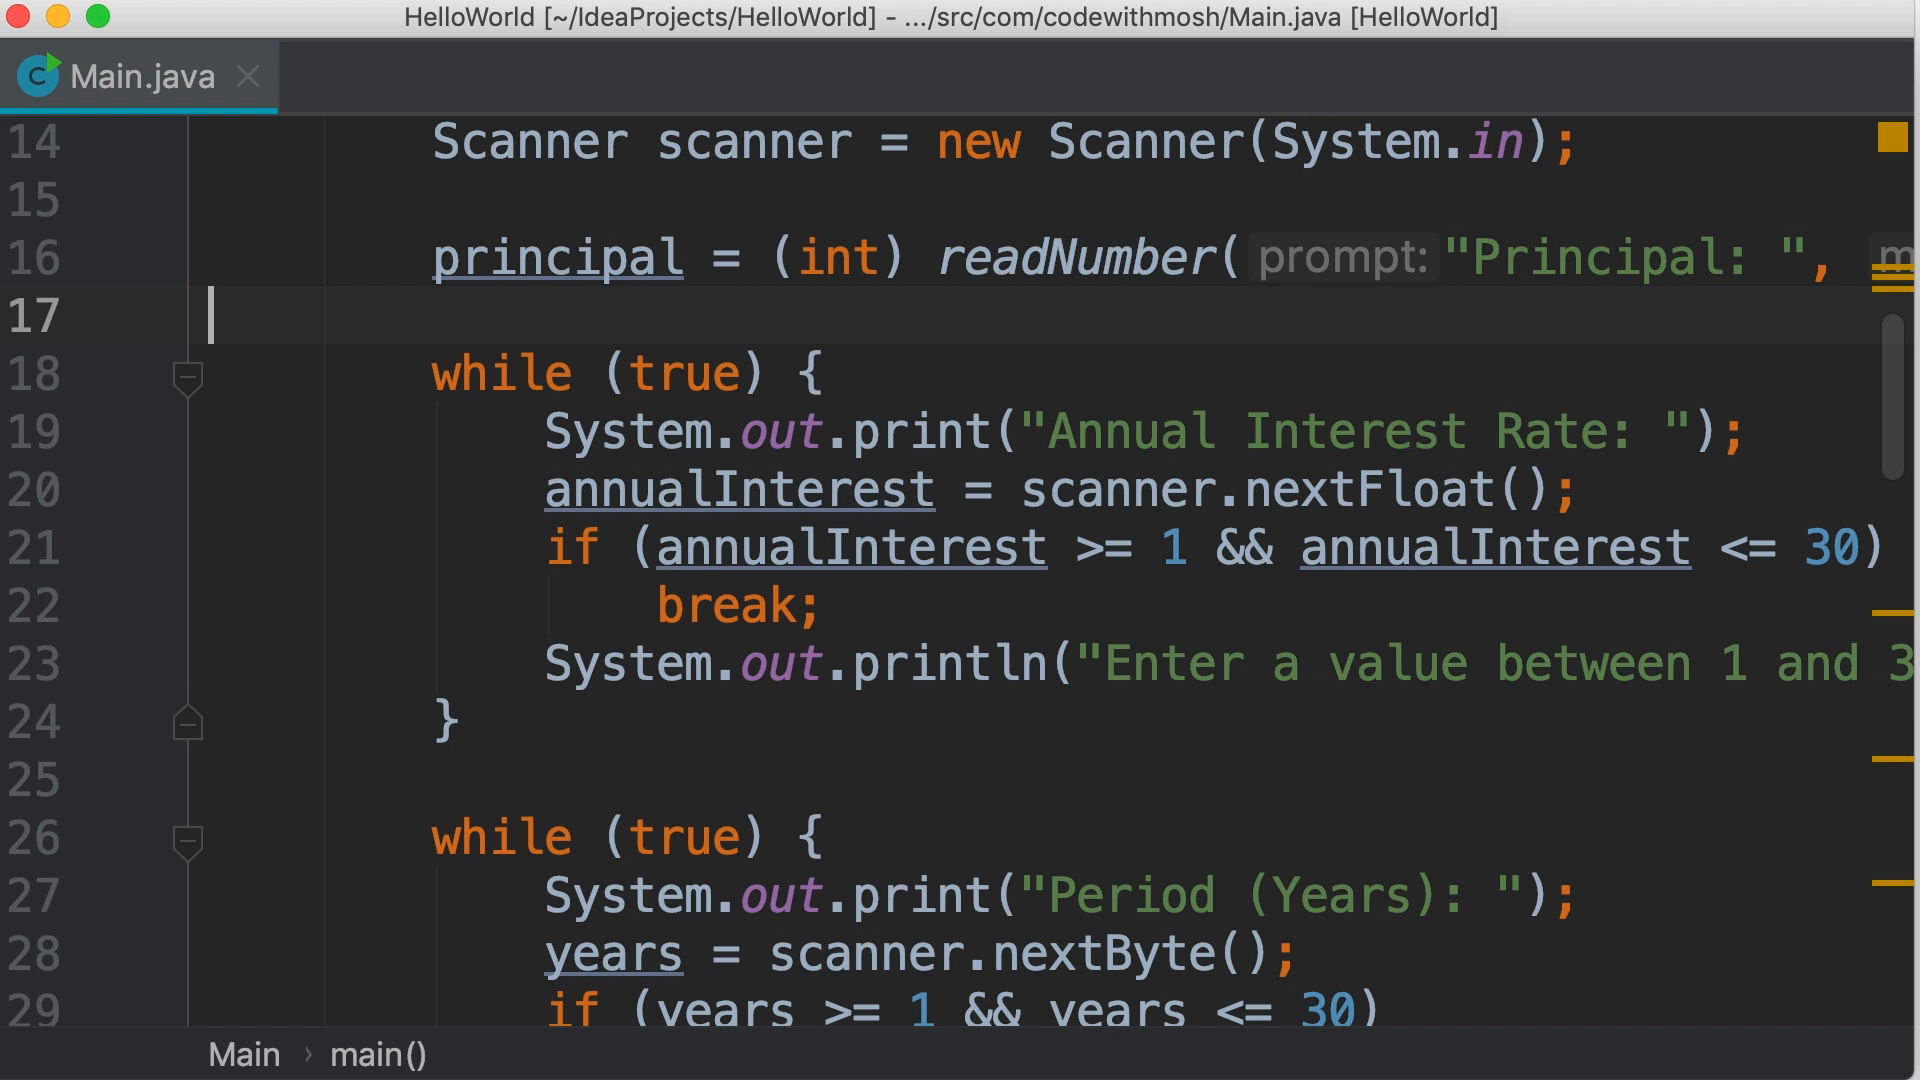 HelloWorld [~/IdeaProjects/HelloWorld] - .../src/com/codewithmosh/Main.java [HelloWorld]
Main.java
14 Scanner scanner = new Scanner(System.in);
15
16 principal = (int) readNumber( prompt: "Principal: ", m
17
18 while (true) {
19 System.out.print("Annual Interest Rate: ");
20 annualInterest = scanner.nextFloat();
21 if (annualInterest >= 1 && annualInterest <= 30)
22 break;
23 System.out.println("Enter a value between 1 and 3
24 }
25
26 while (true) {
27 System.out.print("Period (Years): ");
28 years = scanner.nextByte();
29 if (years >= 1 && years <= 30)
Main › main()